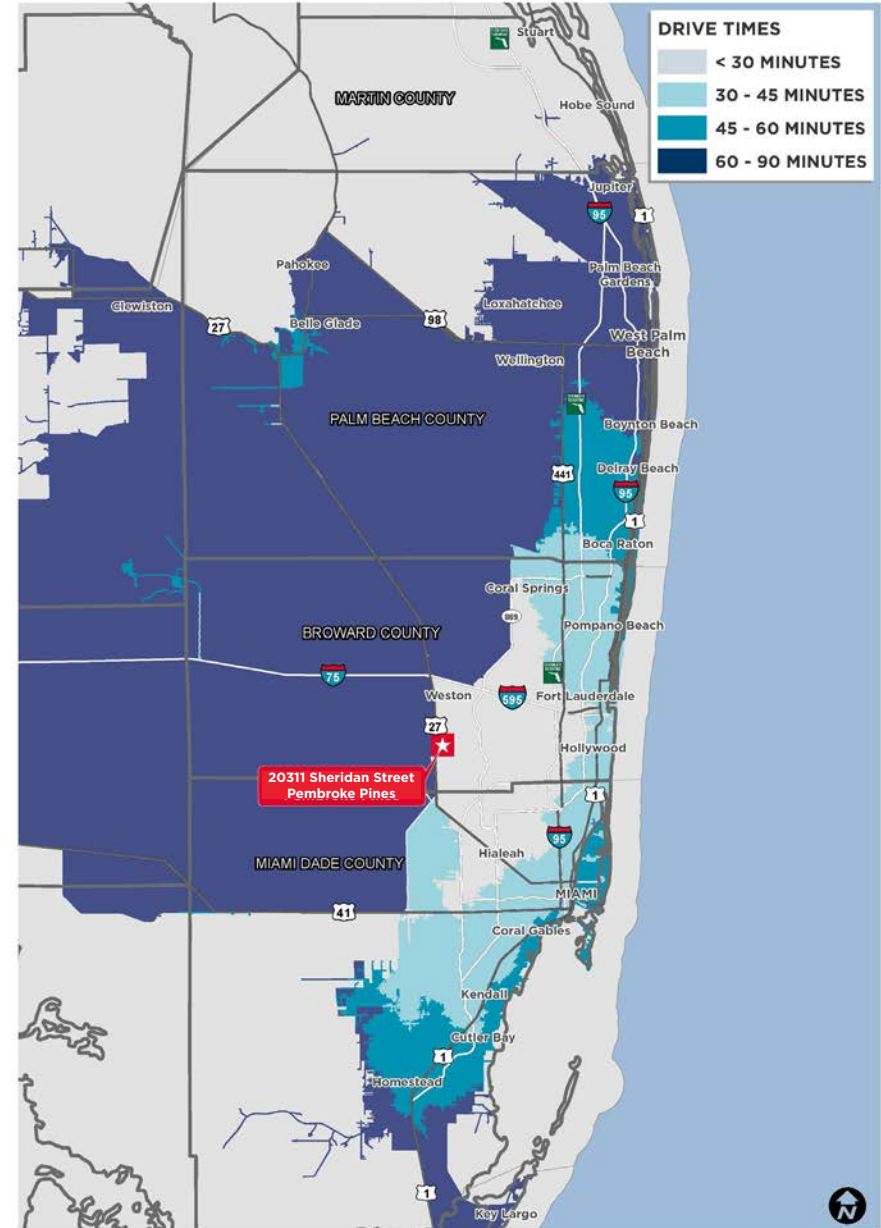 DRIVE TIMES
< 30 MINUTES
30 - 45 MINUTES
45 - 60 MINUTES
60 - 90 MINUTES
Stuart
MARTIN COUNTY
Hobe Sound
Jupiter
95
1
Pahokee
Palm Beach
Gardens
Clewiston
Loxahatchee
27
Belle Glade
98
West Palm
Beach
Wellington
PALM BEACH COUNTY
Boynton Beach
441
Delray Beach
95
1
Boca Raton
Coral Springs
869
Pompano Beach
BROWARD COUNTY
75
Weston
595
Fort Lauderdale
27
Hollywood
20311 Sheridan Street
Pembroke Pines
1
95
Hialeah
MIAMI DADE COUNTY
MIAMI
41
Coral Gables
Kendall
Cutler Bay
1
Homestead
1
Key Largo
N